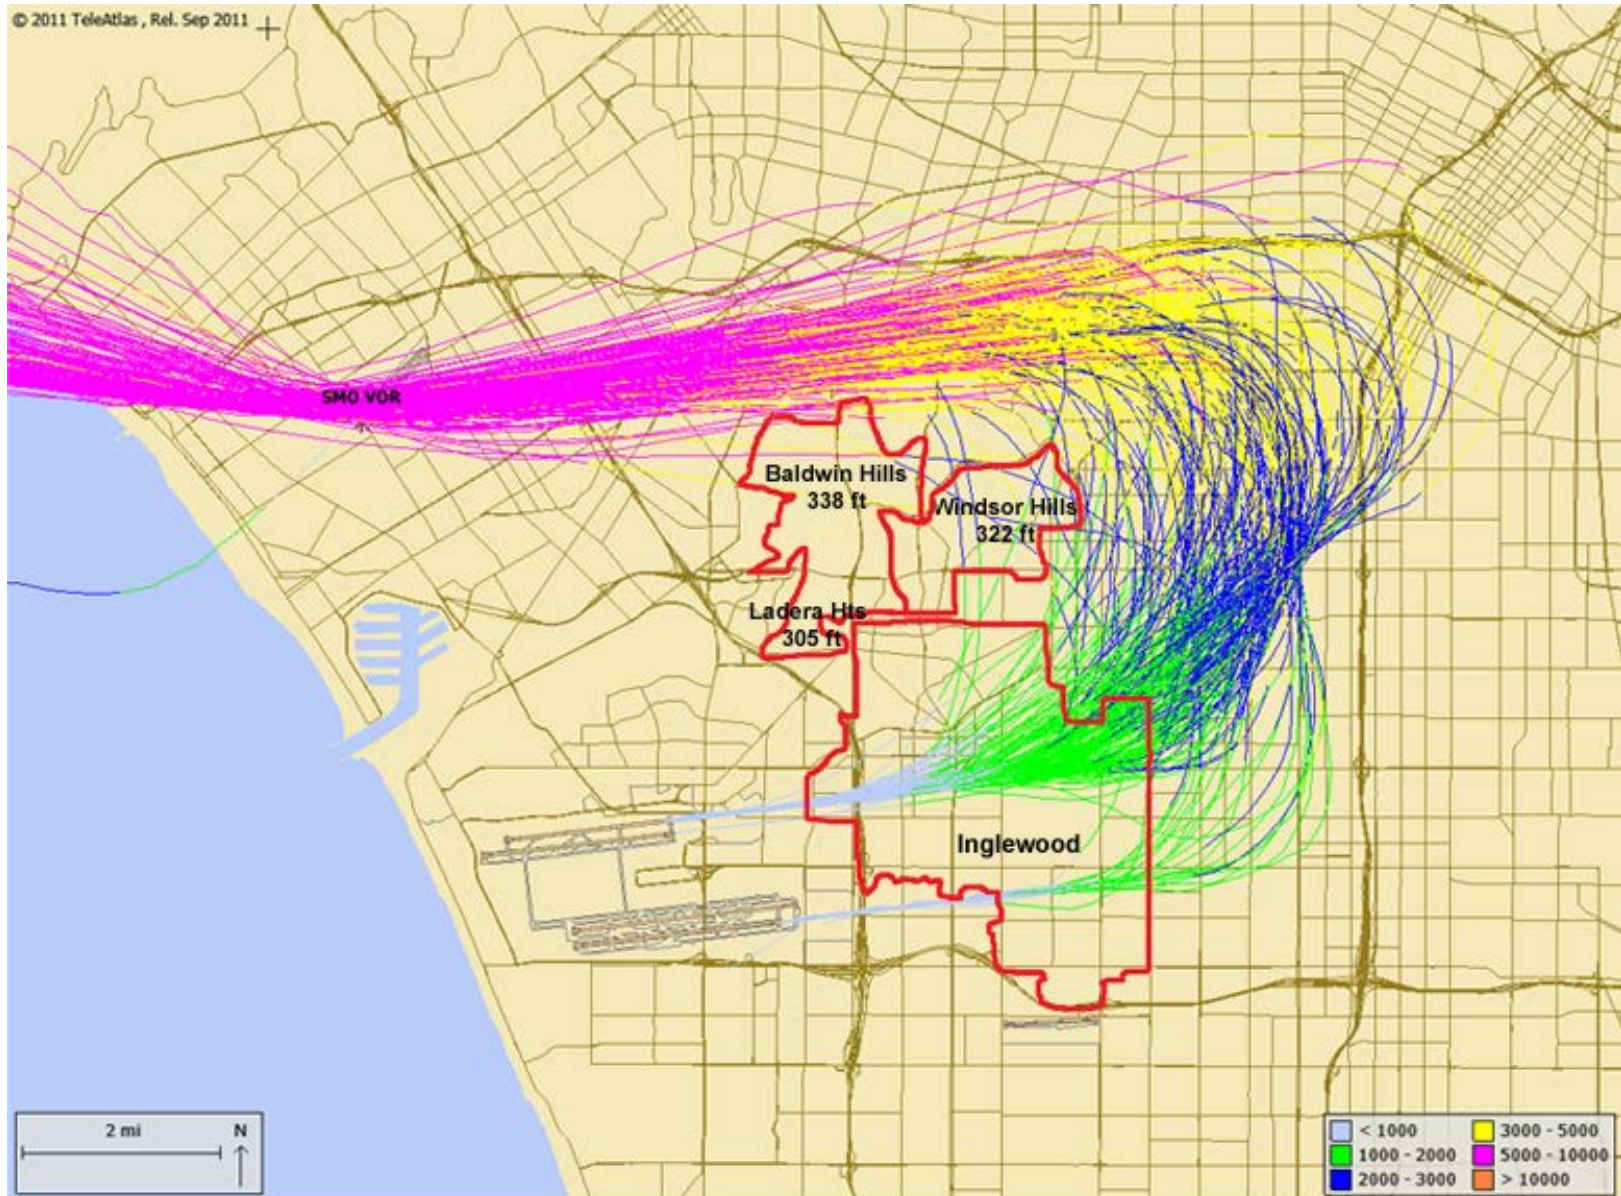 © 2011 TeleAtlas , Rel. Sep 2011
SMO VOR
Baldwin Hills
338 ft
Windsor Hills
322 ft
Ladera Hts
305 ft
Inglewood
2 mi
N
< 1000
3000 - 5000
1000 - 2000
5000 - 10000
2000 - 3000
> 10000